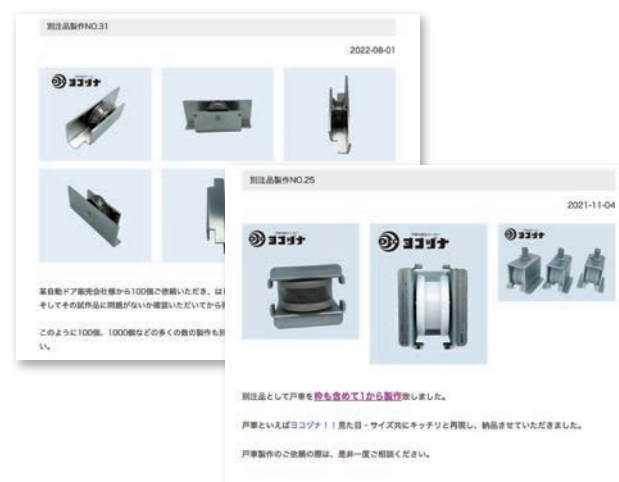 別注品製作NO.31
2022-08-01
ヨコヅナ
某自動ドア販売会社様から100個ご依頼いただき、は
そしてその試作品に問題がないか確認いただいてから
このように100個、1000個などの多くの数の製作も
い。
別注品製作NO.25
2021-11-04
ヨコヅナ
ヨコヅナ
ヨコヅナ
別注品として戸車を枠も含めて1から製作致しました。
戸車といえばヨコヅナ！！見た目・サイズ共にキッチリと再現し、納品させていただきました。
戸車製作のご依頼の際は、是非一度ご相談ください。